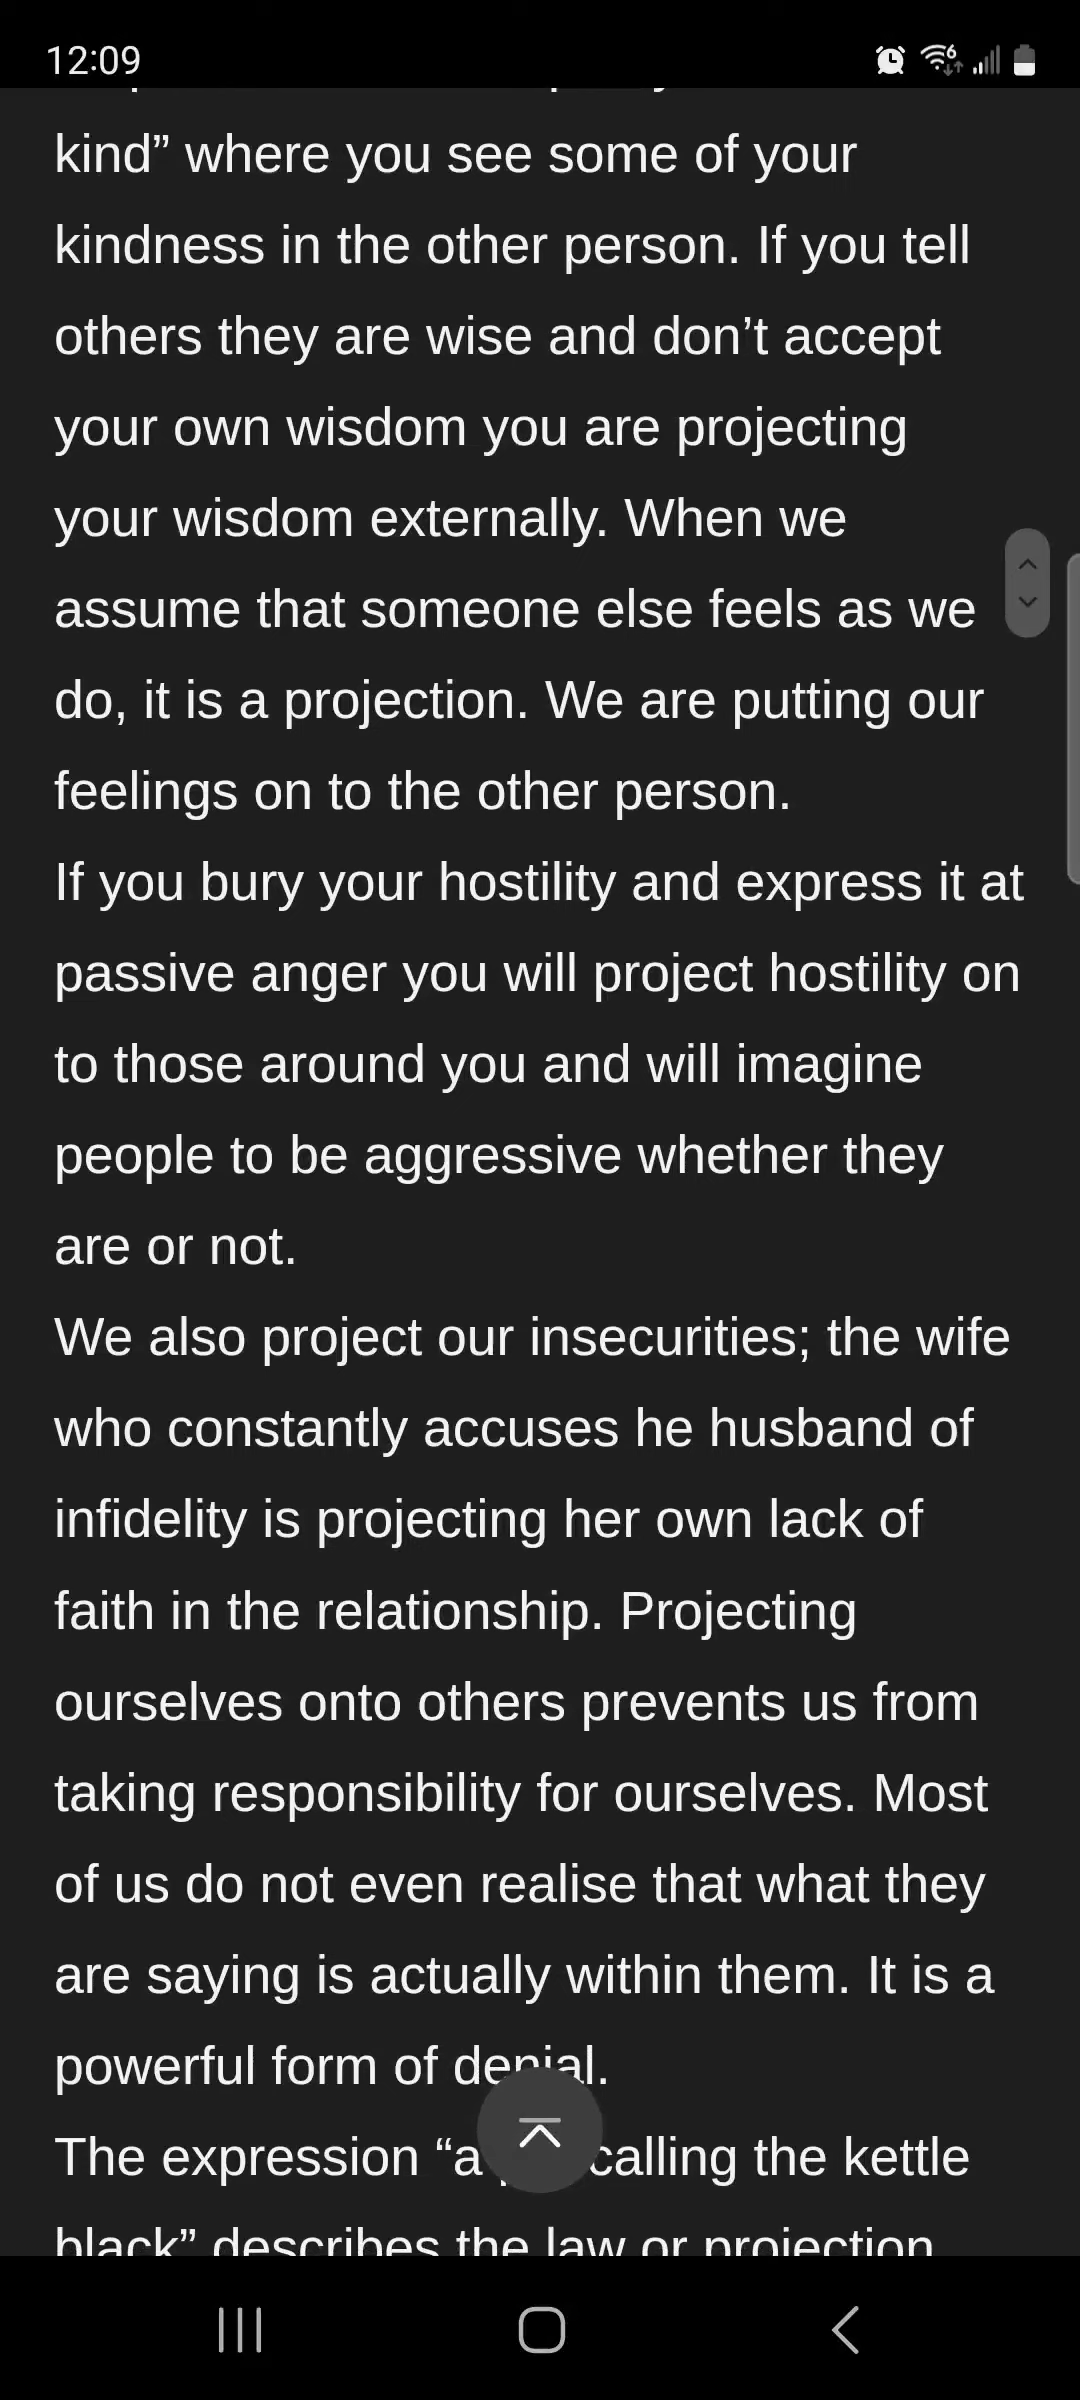 12:09
6
kind” where you see some of your
kindness in the other person. If you tell
others they are wise and don’t accept
your own wisdom you are projecting
your wisdom externally. When we
assume that someone else feels as we
do, it is a projection. We are putting our
feelings on to the other person.
If you bury your hostility and express it at
passive anger you will project hostility on
to those around you and will imagine
people to be aggressive whether they
are or not.
We also project our insecurities; the wife
who constantly accuses he husband of
infidelity is projecting her own lack of
faith in the relationship. Projecting
ourselves onto others prevents us from
taking responsibility for ourselves. Most
of us do not even realise that what they
are saying is actually within them. It is a
powerful form of denial.
The expression “a calling the kettle
black” describes the law or projection